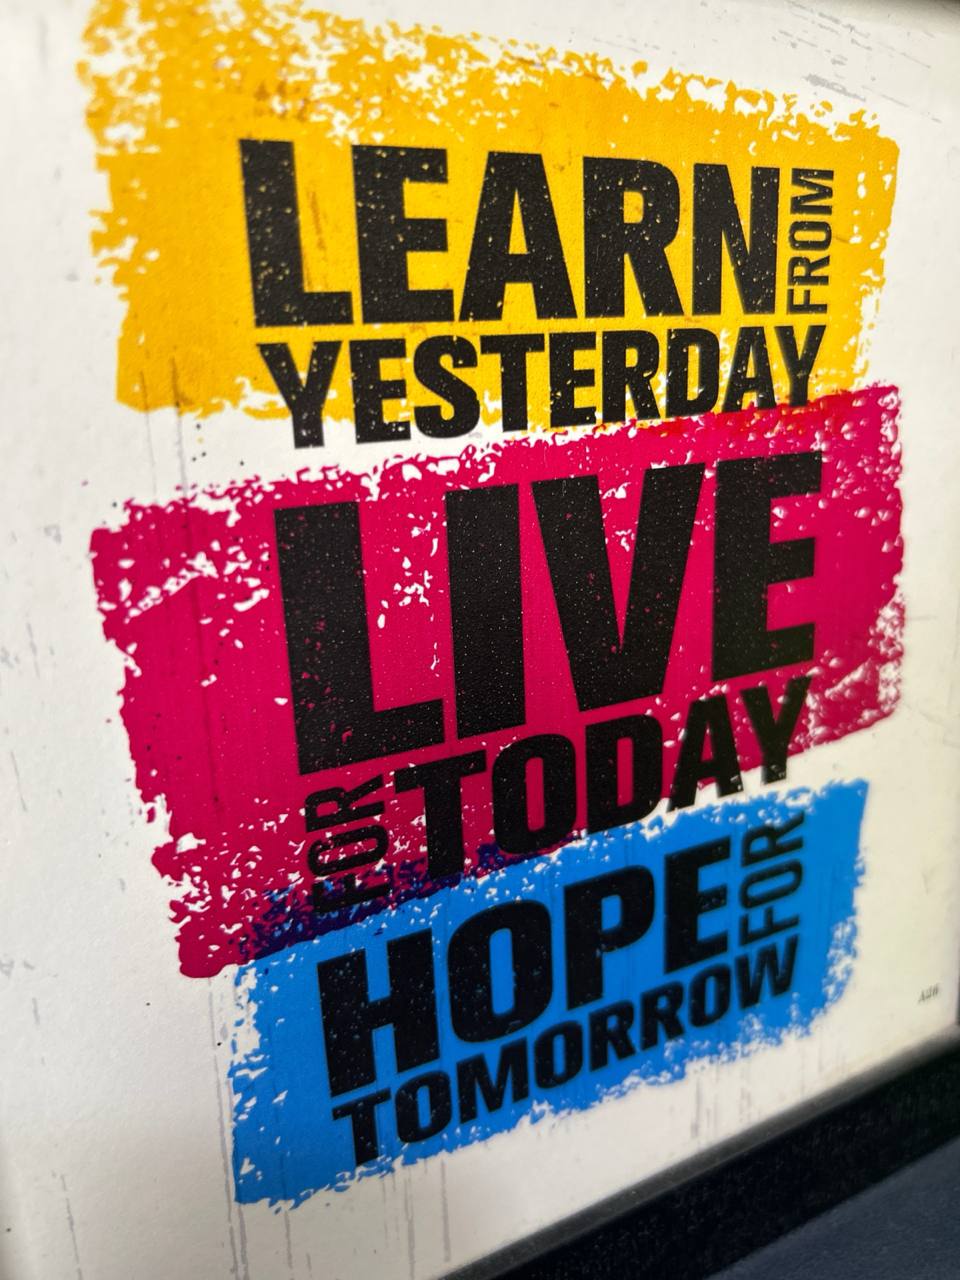 LEARN FROM
YESTERDAY
LIVE
FOR TODAY
HOPE FOR
TOMORROW